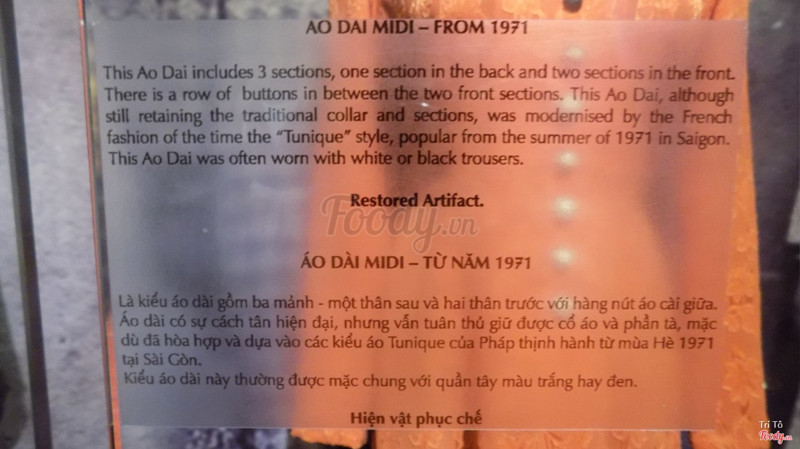 AO DAI MIDI – FROM 1971
This Ao Dai includes 3 sections, one section in the back and two sections in the front.
There is a row of buttons in between the two front sections. This Ao Dai, although
still retaining the traditional collar and sections, was modernised by the French
fashion of the time the "Tunique" style, popular from the summer of 1971 in Saigon.
This Ao Dai was often worn with white or black trousers.
Restored Artifact.
Foody.vn
ÁO DÀI MIDI – TỪ NĂM 1971
Là kiểu áo dài gồm ba mảnh - một thân sau và hai thân trước với hàng nút áo cài giữa.
Áo dài có sự cách tân hiện đại, nhưng vẫn tuân thủ giữ được cổ áo và phần tà, mặc
dù đã hòa hợp và dựa vào các kiểu áo Tunique của Pháp thịnh hành từ mùa Hè 1971
tại Sài Gòn.
Kiểu áo dài này thường được mặc chung với quần tây màu trắng hay đen.
Hiện vật phục chế
Trí Tô
Foody.vn